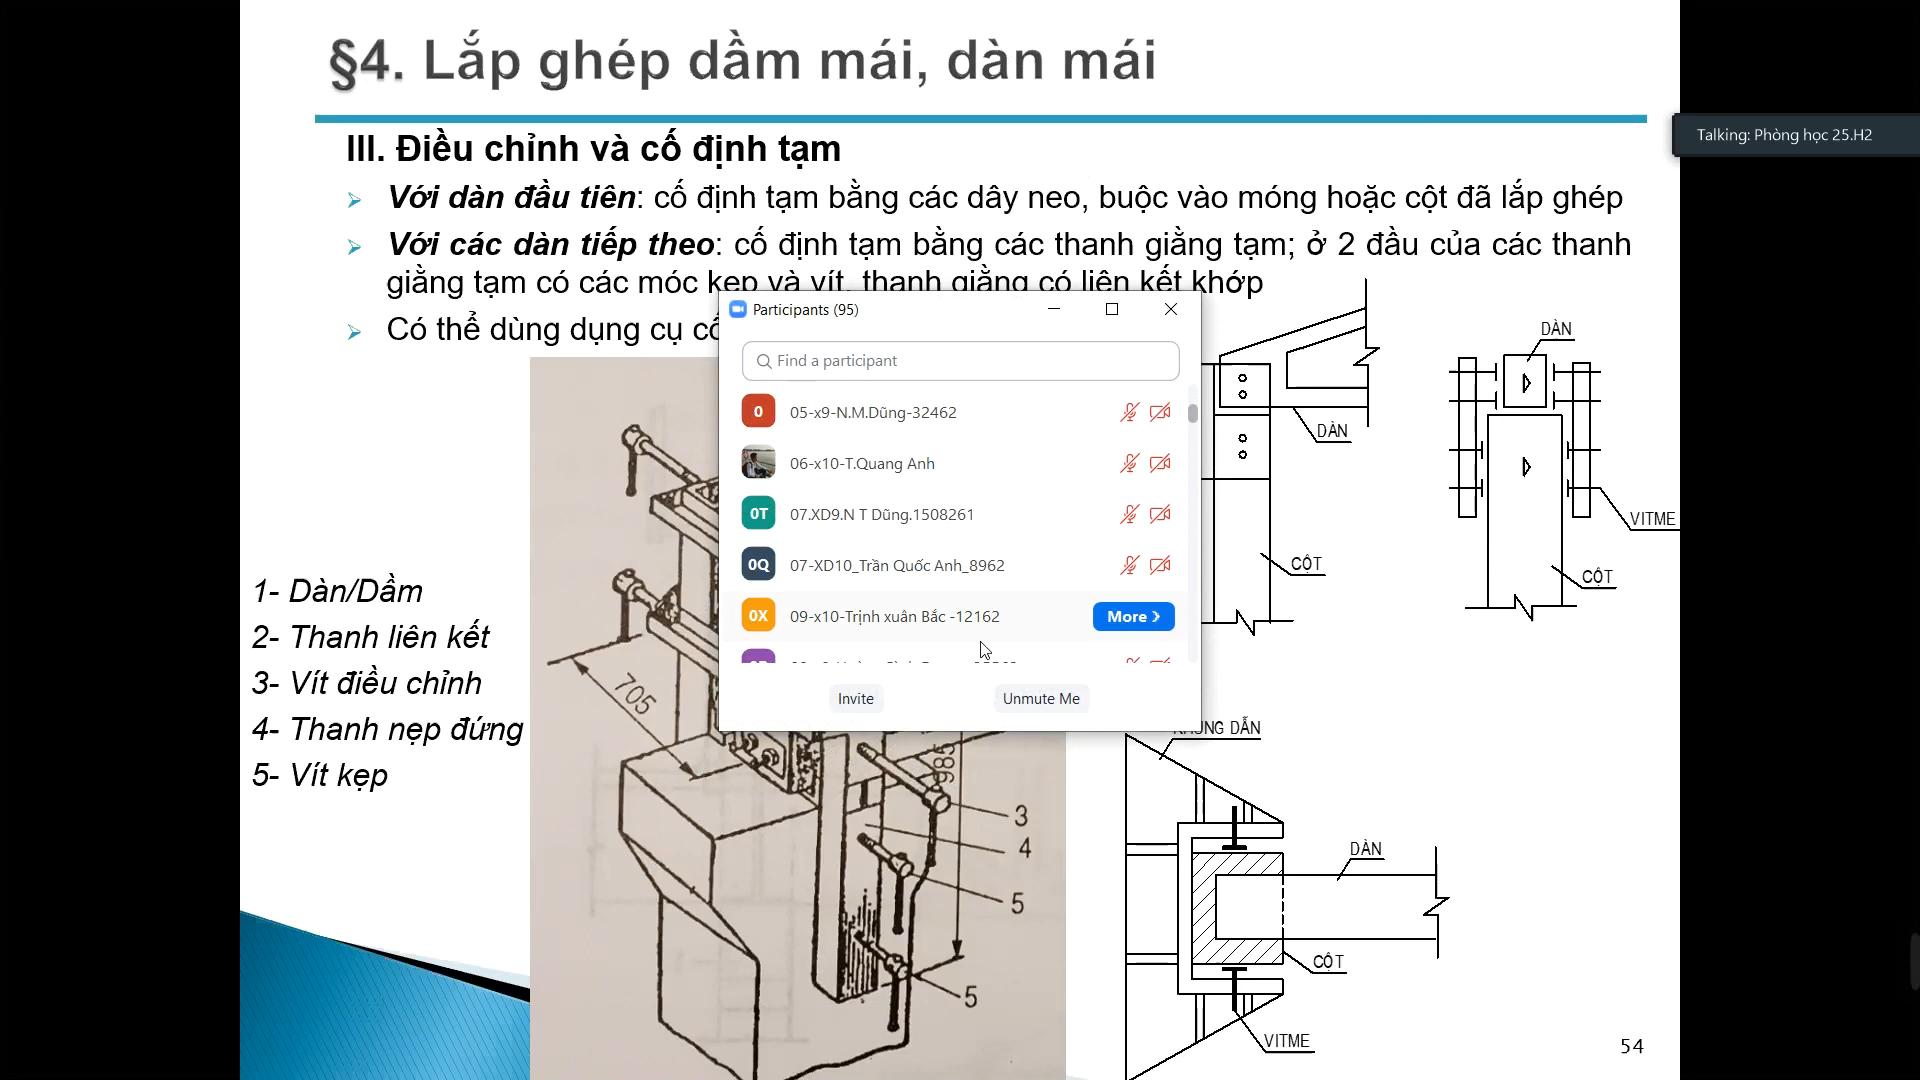 §4. Lắp ghép dầm mái, dàn mái
Talking: Phòng học 25.H2
III. Điều chỉnh và cố định tạm
Với dàn đầu tiên: cố định tạm bằng các dây neo, buộc vào móng hoặc cột đã lắp ghép
Với các dàn tiếp theo: cố định tạm bằng các thanh giằng tạm; ở 2 đầu của các thanh
giằng tạm có các móc kẹp và vít, thanh giằng có liên kết khớp
Có thể dùng dụng cụ
Participants (95)
Find a participant
0 05-x9-N.M.Dũng-32462
06-x10-T.Quang Anh
0T 07.XD9.N T Dũng.1508261
0Q 07-XD10_Trần Quốc Anh_8962
0X 09-x10-Trịnh xuân Bắc -12162
More
Invite
Unmute Me
1- Dàn/Dầm
2- Thanh liên kết
3- Vít điều chỉnh
4- Thanh nẹp đứng
5- Vít kẹp
705
985
3
4
5
5
DÀN
CỘT
DÀN
VITME
CỘT
DẪN
DÀN
CỘT
VITME
54